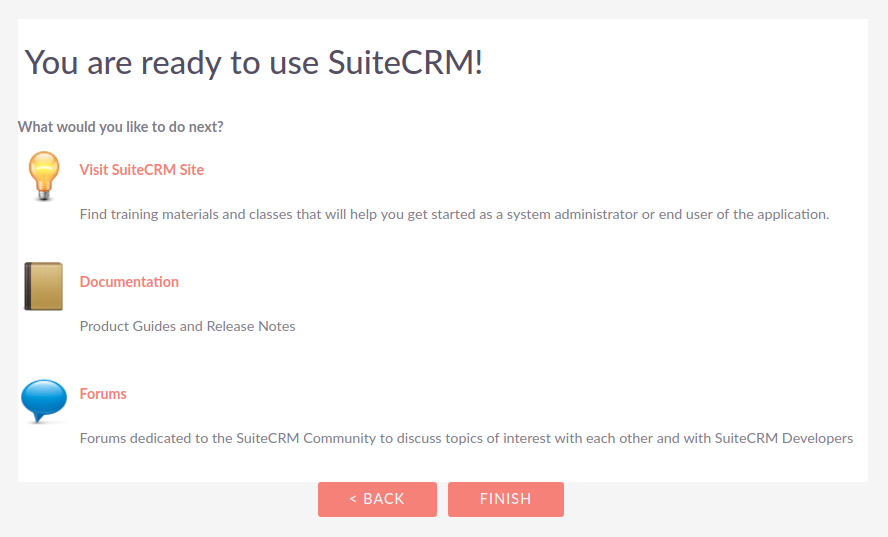 You are ready to use SuiteCRM!
What would you like to do next?
Visit SuiteCRM Site
Find training materials and classes that will help you get started as a system administrator or end user of the application.
Documentation
Product Guides and Release Notes
Forums
Forums dedicated to the SuiteCRM Community to discuss topics of interest with each other and with SuiteCRM Developers
< BACK FINISH